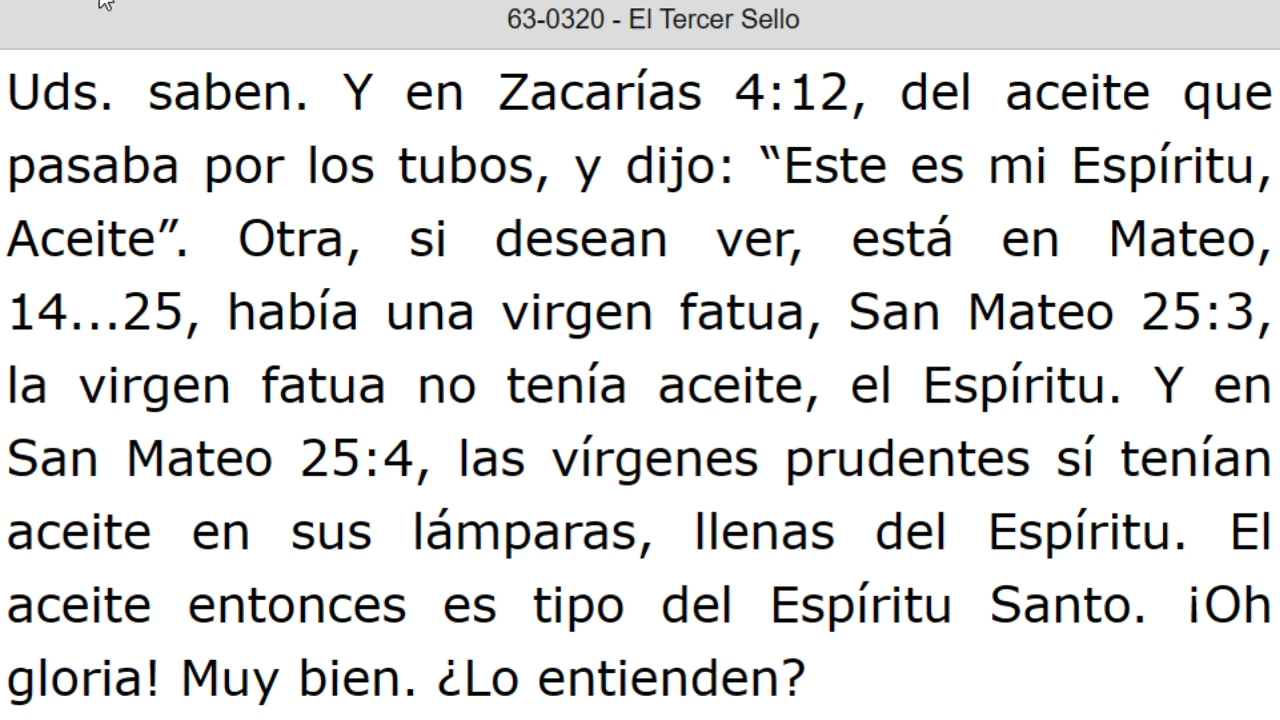 63-0320 - El Tercer Sello
Uds. saben. Y en Zacarías 4:12, del aceite que
pasaba por los tubos, y dijo: “Este es mi Espíritu,
Aceite”. Otra, si desean ver, está en Mateo,
14...25, había una virgen fatua, San Mateo 25:3,
la virgen fatua no tenía aceite, el Espíritu. Y en
San Mateo 25:4, las vírgenes prudentes sí tenían
aceite en sus lámparas, llenas del Espíritu. El
aceite entonces es tipo del Espíritu Santo. ¡Oh
gloria! Muy bien. ¿Lo entienden?